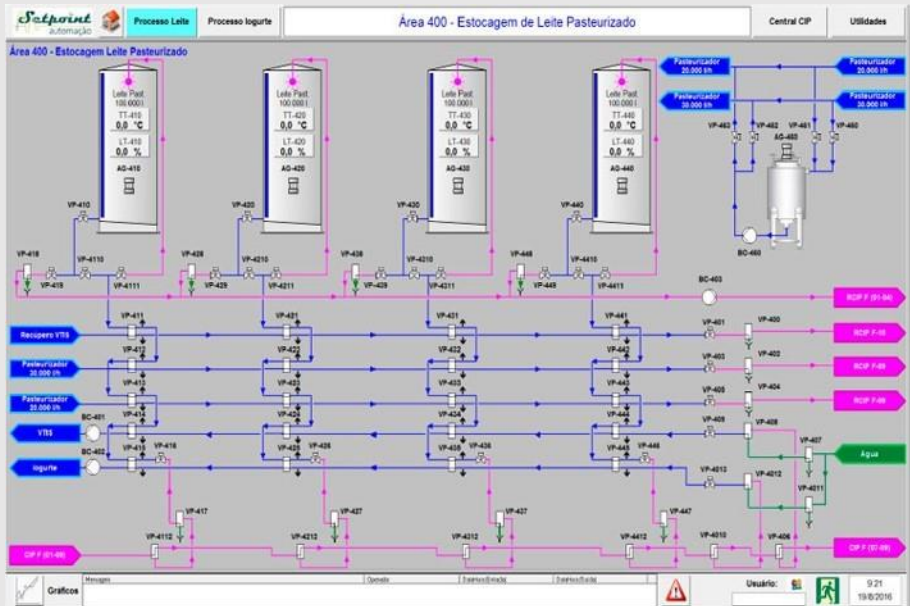 Setpoint
automação
Processo Leite
Processo Iogurte
Área 400 - Estocagem de Leite Pasteurizado
Central CIP
Utilidades
Área 400 - Estocagem Leite Pasteurizado
Leite Past.
100.000 l
TT-410
0,0 °C
LT-410
0,0 %
AG-410
Leite Past.
100.000 l
TT-420
0,0 °C
LT-420
0,0 %
AG-420
Leite Past.
100.000 l
TT-430
0,0 °C
LT-430
0,0 %
AG-430
Leite Past.
100.000 l
TT-440
0,0 °C
LT-440
0,0 %
AG-440
Pasteurizador
20.000 l/h
Pasteurizador
20.000 l/h
Pasteurizador
30.000 l/h
Pasteurizador
30.000 l/h
VP-463 VP-462 VP-461 VP-460
AG-460
BC-460
VP-410 VP-420 VP-430 VP-440
VP-418 VP-4110 VP-428 VP-4210 VP-438 VP-4310 VP-448 VP-4410
VP-419 VP-4111 VP-429 VP-4211 VP-439 VP-4311 VP-449 VP-4411
BC-403
RCIP F (01-04)
VP-411 VP-421 VP-431 VP-441 VP-401 VP-400
Recúpero VTIS
RCIP F-10
VP-412 VP-422 VP-432 VP-442 VP-403 VP-402
Pasteurizador
30.000 l/h
VP-413 VP-423 VP-433 VP-443 VP-405 VP-404
Pasteurizador
20.000 l/h
BC-401 VP-414 VP-424 VP-434 VP-444 VP-408
VTIS
VP-407
Água
BC-402 VP-415 VP-416 VP-425 VP-426 VP-435 VP-436 VP-445 VP-446
Iogurte
VP-4013 VP-4012 VP-4011
VP-417 VP-427 VP-437 VP-447
VP-4112 VP-4212 VP-4312 VP-4412 VP-4010 VP-406
Gráficos
Mensagem
Operada
Usuário:
9:21
19/8/2016